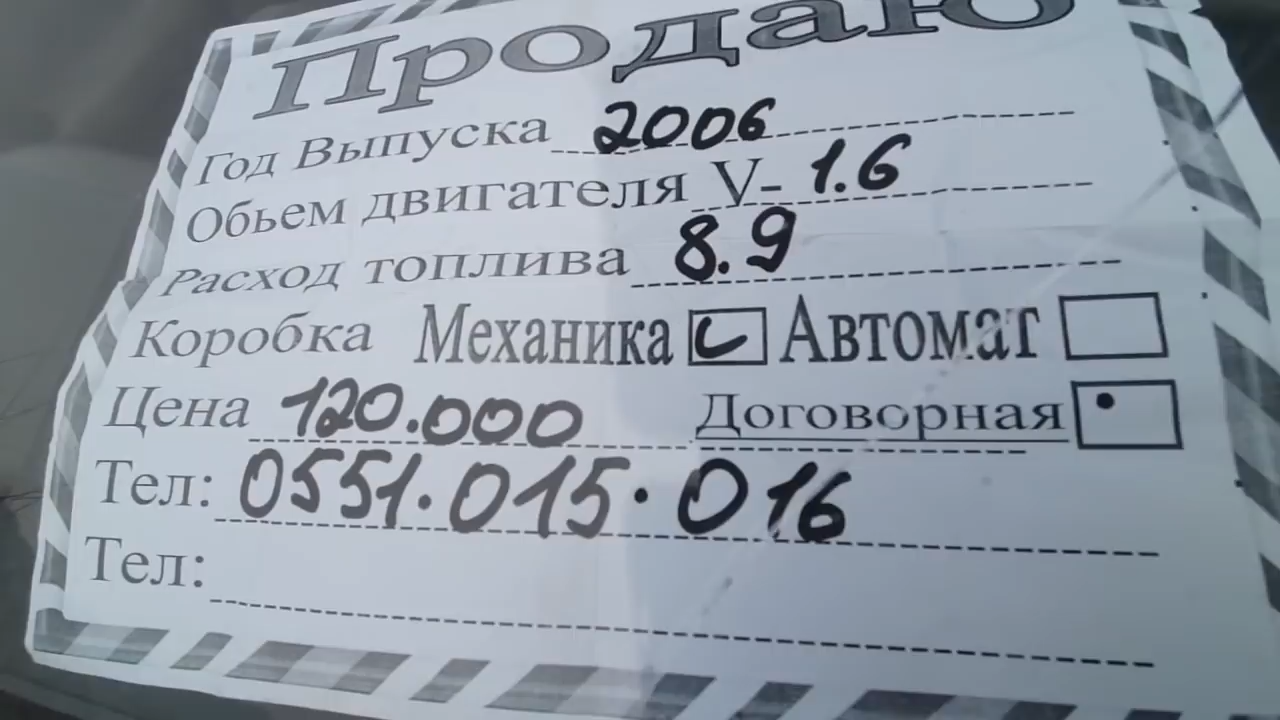 Продаю
Год Выпуска 2006
Обьем двигателя V- 1.6
Расход топлива 8.9
Коробка Механика Автомат
Цена 120.000 Договорная
Тел: 0551.015.016
Тел: